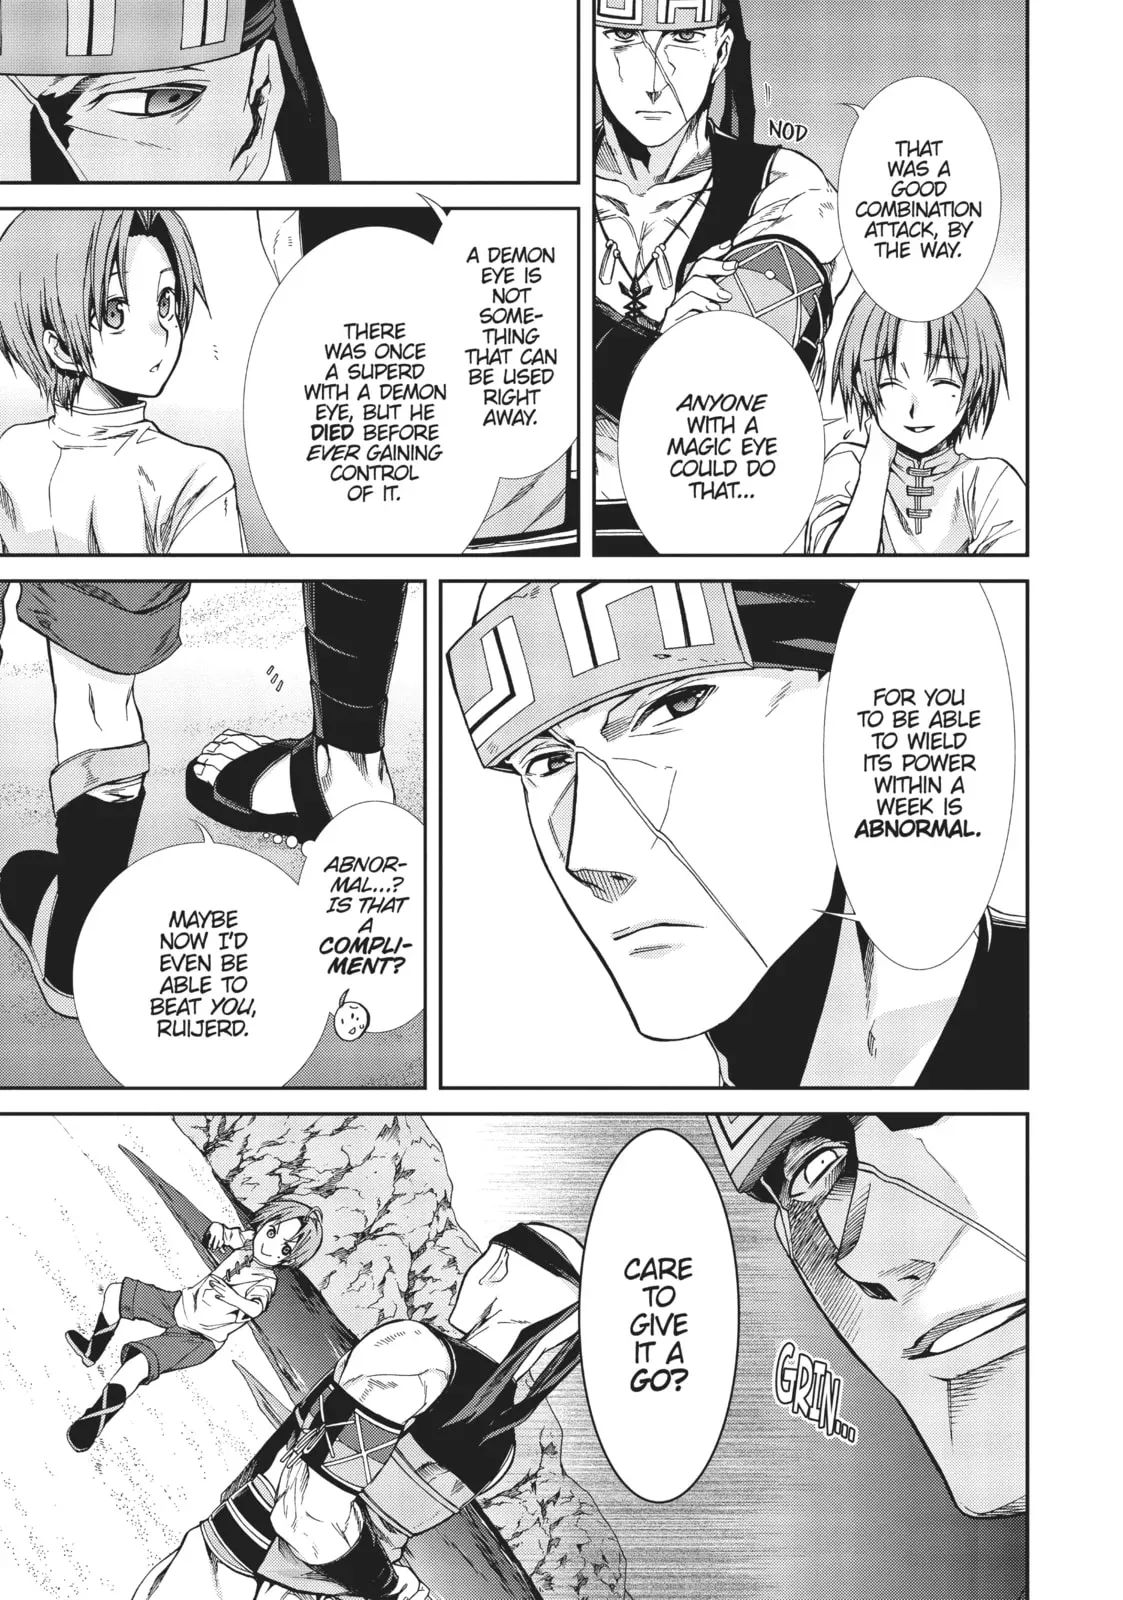 NOD
THAT
WAS A
GOOD
COMBINATION
ATTACK, BY
THE WAY.
ANYONE
WITH A
MAGIC EYE
COULD DO
THAT...
A DEMON
EYE IS
NOT
SOME-
THING
THAT CAN
BE USED
RIGHT
AWAY.
THERE
WAS ONCE
A SUPERD
WITH A DEMON
EYE, BUT HE
DIED BEFORE
EVER GAINING
CONTROL
OF IT.
FOR YOU
TO BE ABLE
TO WIELD
ITS POWER
WITHIN A
WEEK IS
ABNORMAL.
ABNOR-
MAL...?
IS THAT
A
COMPLI-
MENT?
MAYBE
NOW I'D
EVEN BE
ABLE TO
BEAT YOU,
RUIJERD.
GRIN...
CARE
TO
GIVE
IT A
GO?